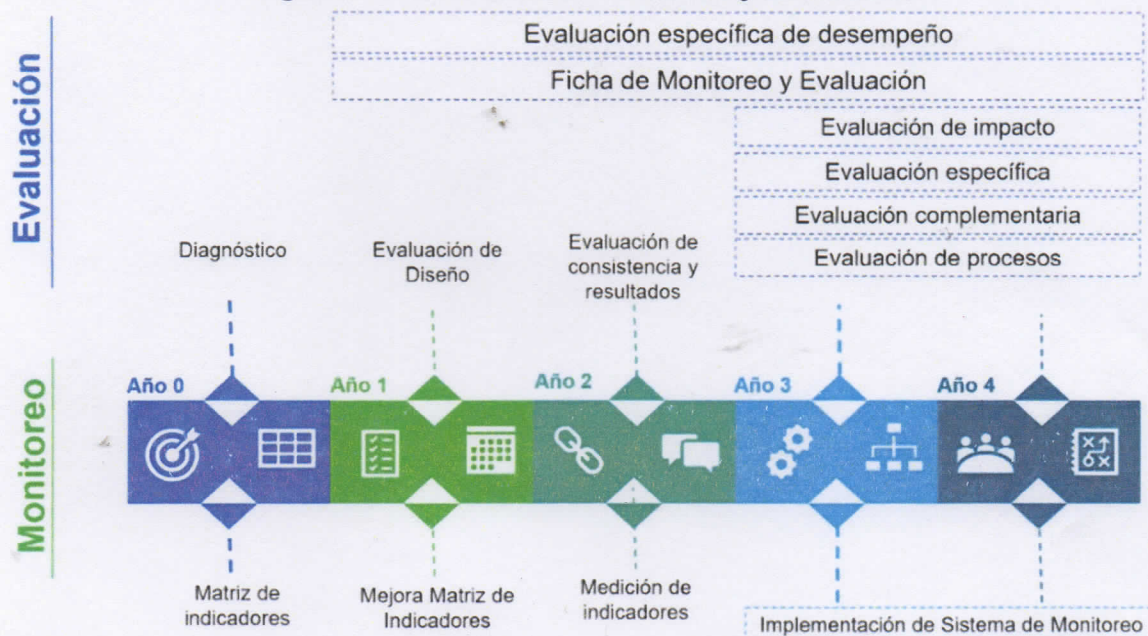 Evaluación
Evaluación específica de desempeño
Ficha de Monitoreo y Evaluación
Evaluación de impacto
Evaluación específica
Evaluación complementaria
Evaluación de procesos
Diagnóstico
Evaluación de
Diseño
Evaluación de
consistencia y
resultados
Monitoreo
Año 0
Año 1
Año 2
Año 3
Año 4
Matriz de
indicadores
Mejora Matriz de
Indicadores
Medición de
indicadores
Implementación de Sistema de Monitoreo